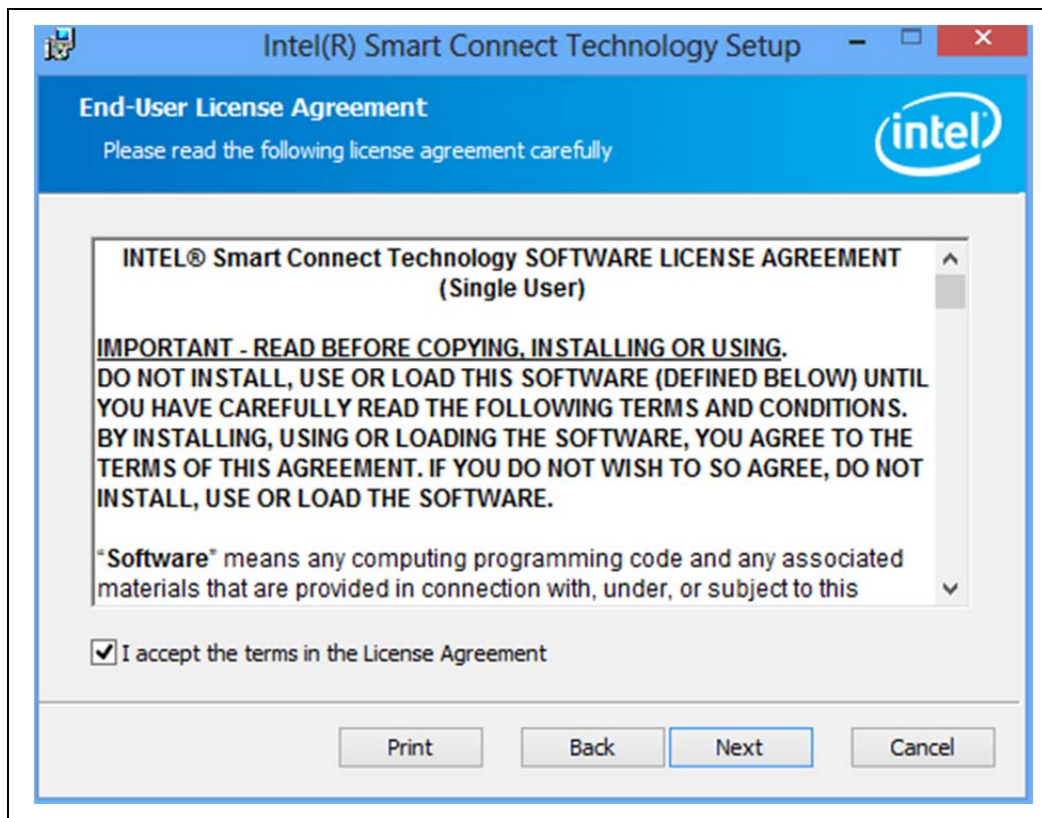 Intel(R) Smart Connect Technology Setup
End-User License Agreement
Please read the following license agreement carefully
intel
INTEL® Smart Connect Technology SOFTWARE LICENSE AGREEMENT
(Single User)
IMPORTANT - READ BEFORE COPYING, INSTALLING OR USING.
DO NOT INSTALL, USE OR LOAD THIS SOFTWARE (DEFINED BELOW) UNTIL
YOU HAVE CAREFULLY READ THE FOLLOWING TERMS AND CONDITIONS.
BY INSTALLING, USING OR LOADING THE SOFTWARE, YOU AGREE TO THE
TERMS OF THIS AGREEMENT. IF YOU DO NOT WISH TO SO AGREE, DO NOT
INSTALL, USE OR LOAD THE SOFTWARE.
“Software” means any computing programming code and any associated
materials that are provided in connection with, under, or subject to this
I accept the terms in the License Agreement
Print Back Next Cancel